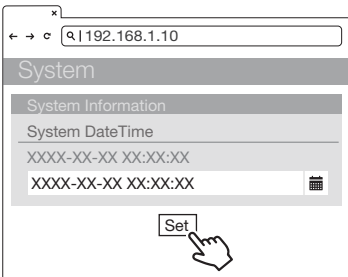 192.168.1.10
System
System Information
System DateTime
XXXX-XX-XX XX:XX:XX
XXXX-XX-XX XX:XX:XX
Set